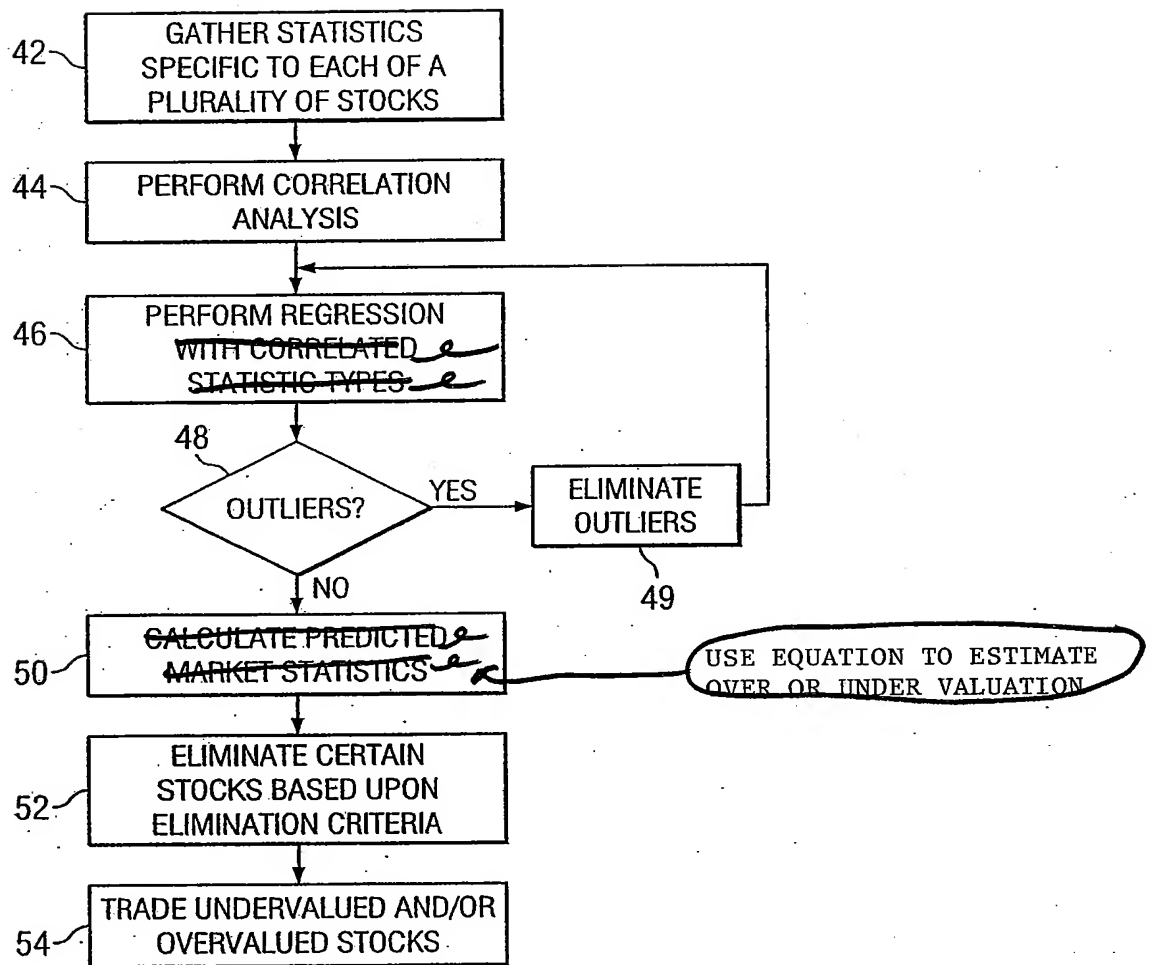 42
GATHER STATISTICS
SPECIFIC TO EACH OF A
PLURALITY OF STOCKS
44
PERFORM CORRELATION
ANALYSIS
46
PERFORM REGRESSION
WITH CORRELATED
STATISTIC TYPES
48
OUTLIERS?
YES
ELIMINATE
OUTLIERS
49
NO
50
CALCULATE PREDICTED
MARKET STATISTICS
USE EQUATION TO ESTIMATE
OVER OR UNDER VALUATION
52
ELIMINATE CERTAIN
STOCKS BASED UPON
ELIMINATION CRITERIA
54
TRADE UNDERVALUED AND/OR
OVERVALUED STOCKS